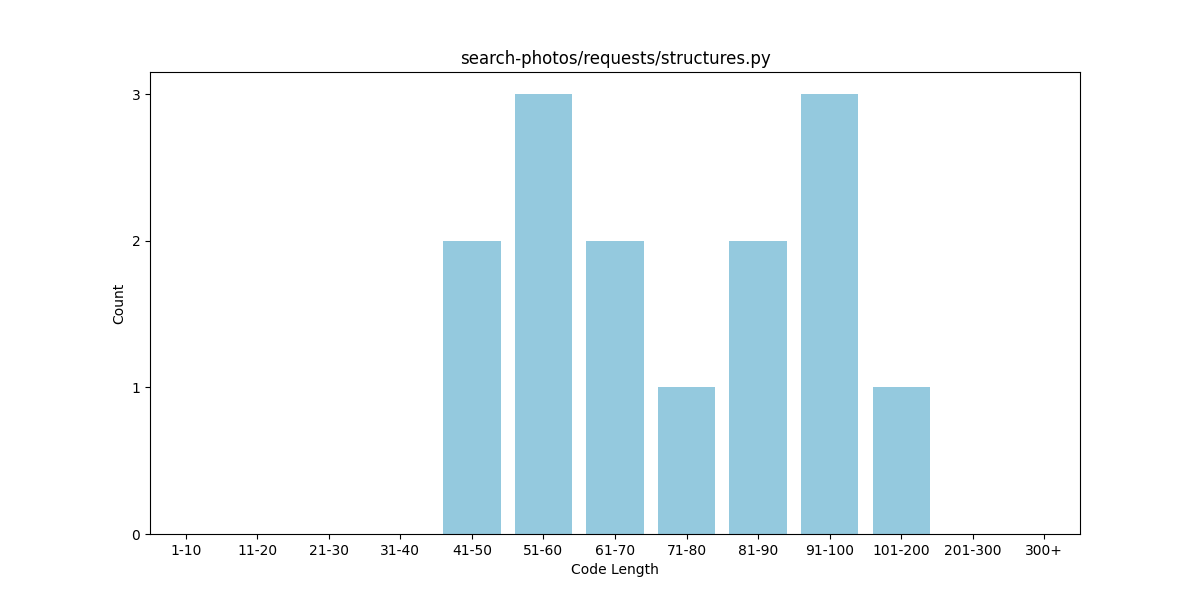 search-photos/requests/structures.py
3
2
1
0
Count
1-10 11-20 21-30 31-40 41-50 51-60 61-70 71-80 81-90 91-100 101-200 201-300 300+
Code Length